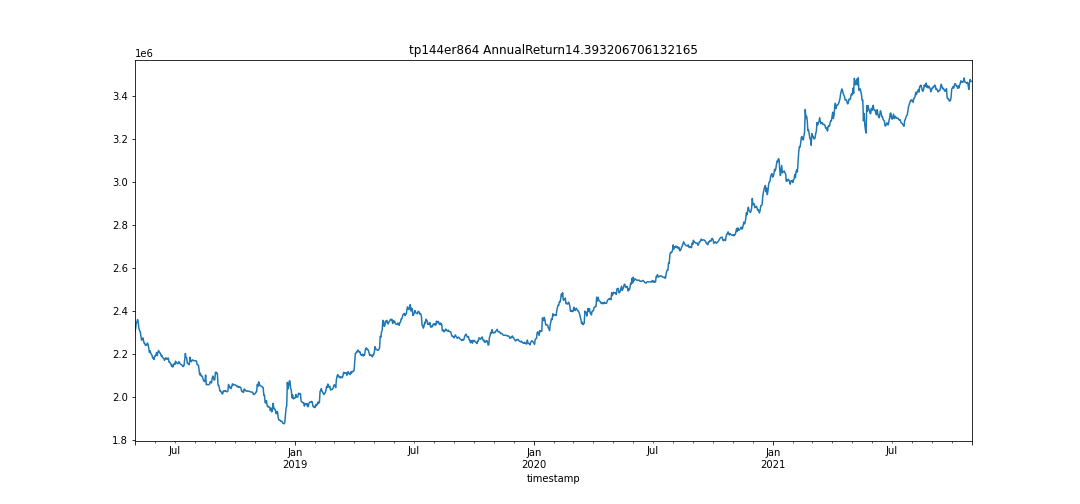 tp144er864 AnnualReturn14.393206706132165
1e6
3.4
3.2
3.0
2.8
2.6
2.4
2.2
2.0
1.8
Jul Jan Jul Jan Jul Jan Jul
2019 2020 2021
timestamp